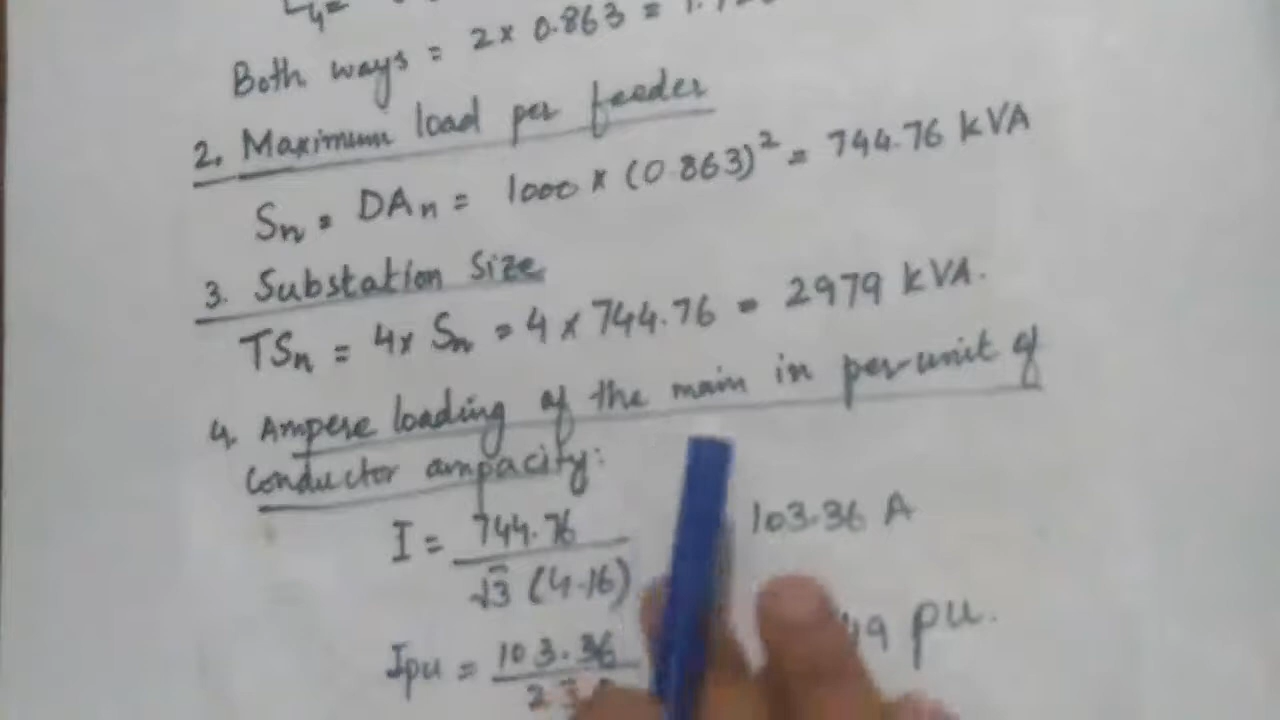 L4 =
Both ways = 2 x 0.863 =
2. Maximum load per feeder
Sn = DAn = 1000 x (0.863)² = 744.76 kVA
3. Substation Size
TSn = 4x Sn = 4 x 744.76 = 2979 kVA.
4. Ampere loading of the main in per-unit of
conductor ampacity:
I = 744.76 / √3 (4.16) 103.36 A
Ipu = 103.36 pu.